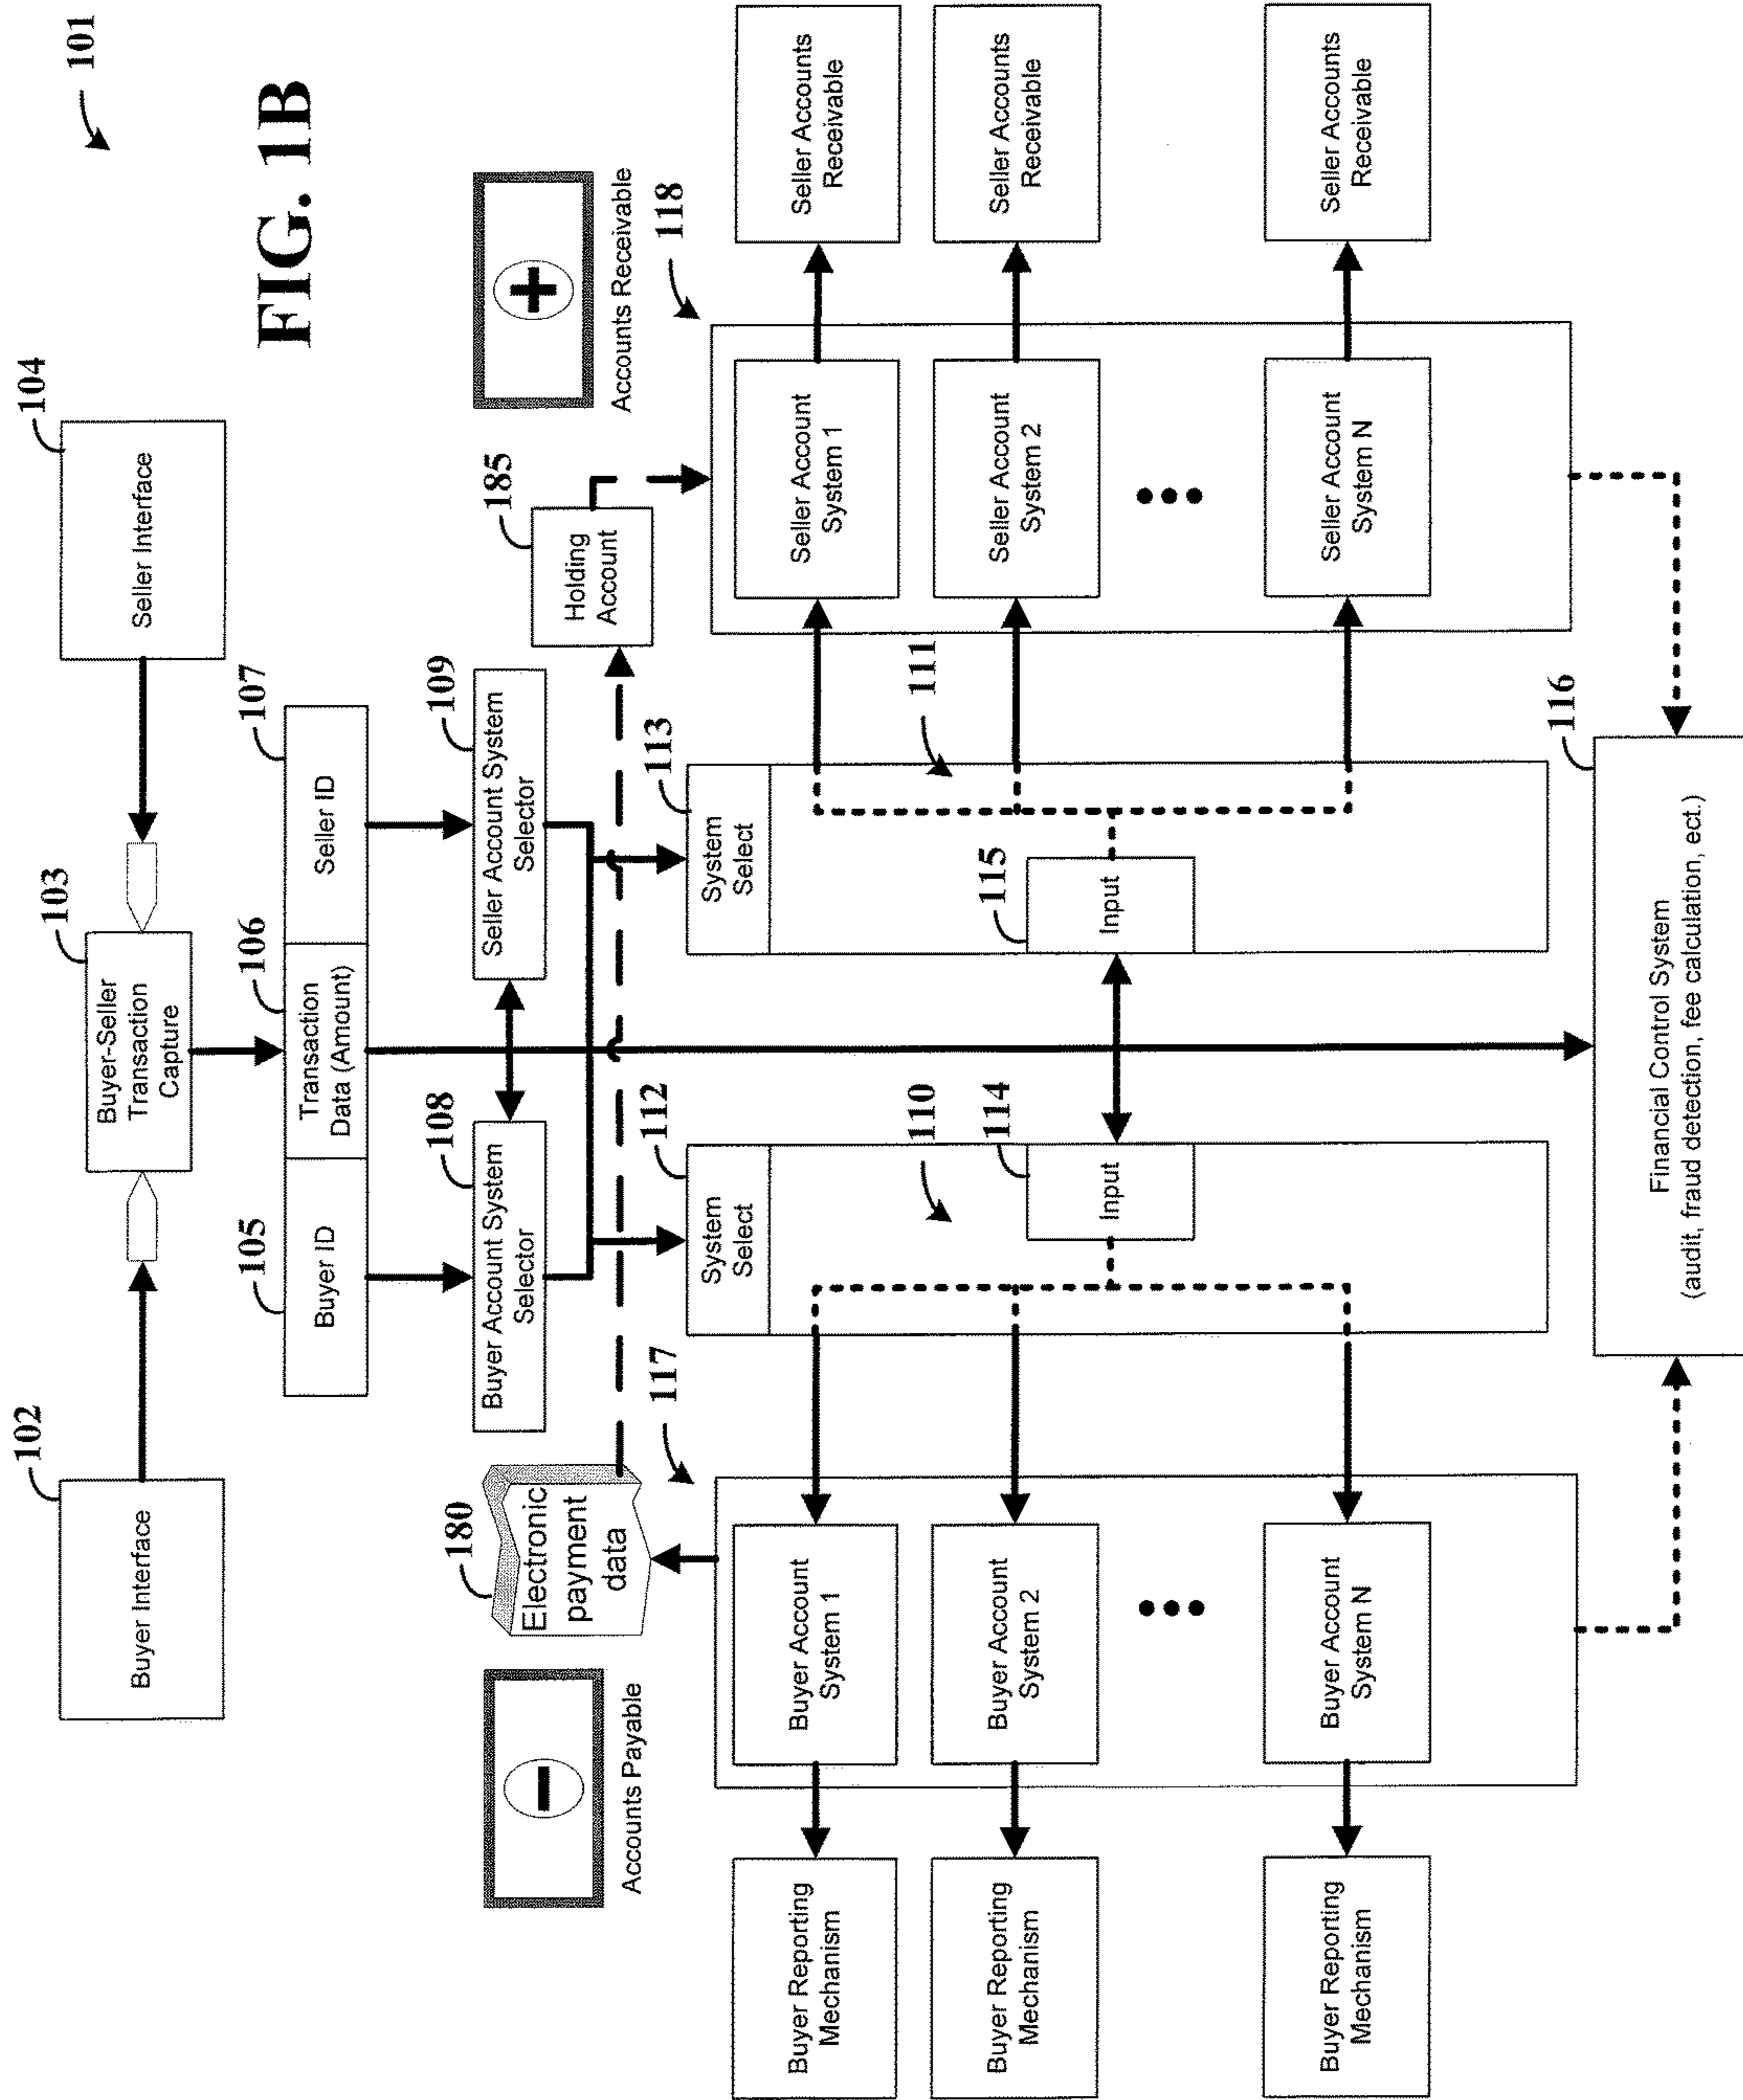 101
FIG. 1B
102
Buyer Interface
103
Buyer-Seller
Transaction
Capture
104
Seller Interface
105
Buyer ID
106
Transaction
Data (Amount)
107
Seller ID
108
Buyer Account System
Selector
109
Seller Account System
Selector
Accounts Payable
180
Electronic
payment
data
185
Holding
Account
Accounts Receivable
117
112
System
Select
113
System
Select
118
110
114
Input
115
Input
111
Buyer Reporting
Mechanism
Buyer Account
System 1
Seller Account
System 1
Seller Accounts
Receivable
Buyer Reporting
Mechanism
Buyer Account
System 2
Seller Account
System 2
Seller Accounts
Receivable
Buyer Reporting
Mechanism
Buyer Account
System N
Seller Account
System N
Seller Accounts
Receivable
116
Financial Control System
(audit, fraud detection, fee calculation, ect.)